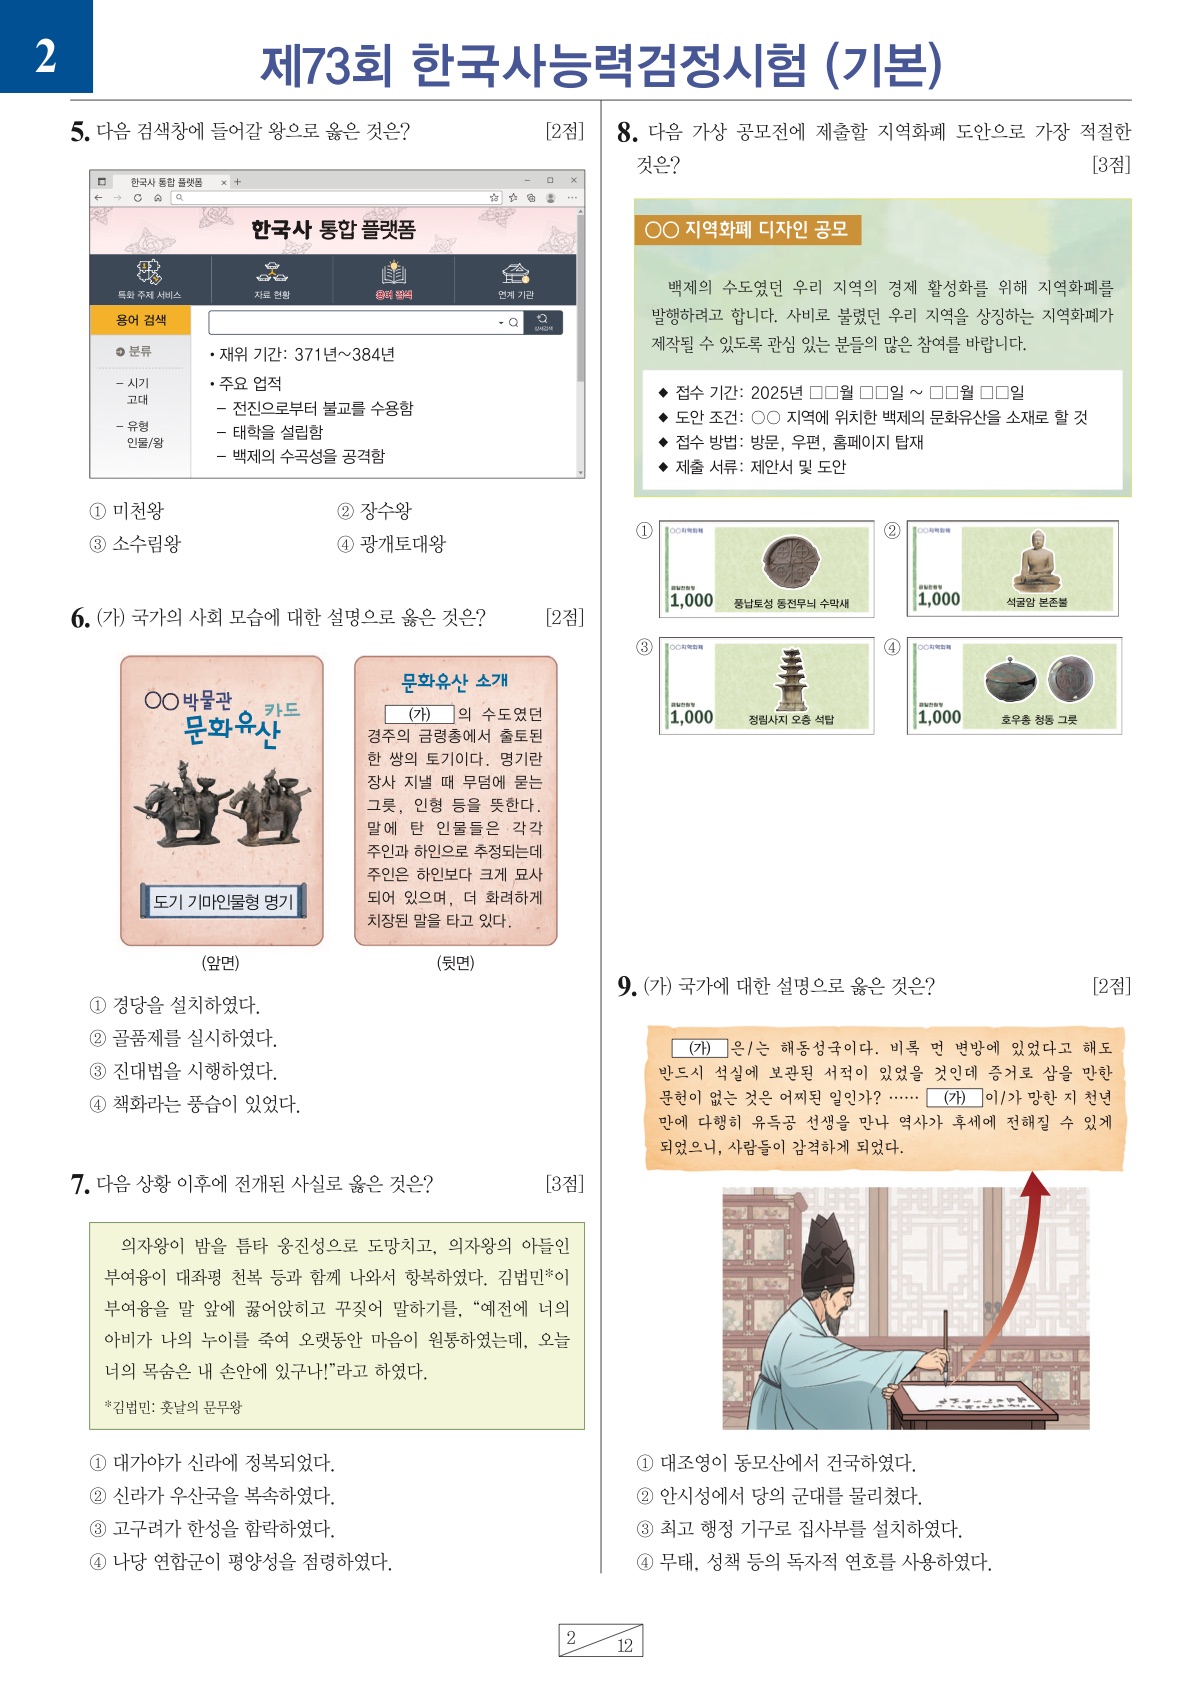 2
제73회 한국사능력검정시험 (기본)
5. 다음 검색창에 들어갈 왕으로 옳은 것은? [2점]
한국사 통합 플랫폼
한국사 통합 플랫폼
특화 주제 서비스 자료 현황 용어 검색 연계 기관
용어 검색
상세검색
분류
– 시기
고대
– 유형
인물/왕
• 재위 기간: 371년~384년
• 주요 업적
– 전진으로부터 불교를 수용함
– 태학을 설립함
– 백제의 수곡성을 공격함
① 미천왕 ② 장수왕
③ 소수림왕 ④ 광개토대왕
6. (가) 국가의 사회 모습에 대한 설명으로 옳은 것은? [2점]
○○박물관
문화유산 카드
도기 기마인물형 명기
(앞면)
문화유산 소개
(가) 의 수도였던
경주의 금령총에서 출토된
한 쌍의 토기이다. 명기란
장사 지낼 때 무덤에 묻는
그릇, 인형 등을 뜻한다.
말에 탄 인물들은 각각
주인과 하인으로 추정되는데
주인은 하인보다 크게 묘사
되어 있으며, 더 화려하게
치장된 말을 타고 있다.
(뒷면)
① 경당을 설치하였다.
② 골품제를 실시하였다.
③ 진대법을 시행하였다.
④ 책화라는 풍습이 있었다.
7. 다음 상황 이후에 전개된 사실로 옳은 것은? [3점]
의자왕이 밤을 틈타 웅진성으로 도망치고, 의자왕의 아들인
부여융이 대좌평 천복 등과 함께 나와서 항복하였다. 김법민*이
부여융을 말 앞에 꿇어앉히고 꾸짖어 말하기를, “예전에 너의
아비가 나의 누이를 죽여 오랫동안 마음이 원통하였는데, 오늘
너의 목숨은 내 손안에 있구나!”라고 하였다.
*김법민: 훗날의 문무왕
① 대가야가 신라에 정복되었다.
② 신라가 우산국을 복속하였다.
③ 고구려가 한성을 함락하였다.
④ 나당 연합군이 평양성을 점령하였다.
8. 다음 가상 공모전에 제출할 지역화폐 도안으로 가장 적절한
것은? [3점]
○○ 지역화폐 디자인 공모
백제의 수도였던 우리 지역의 경제 활성화를 위해 지역화폐를
발행하려고 합니다. 사비로 불렸던 우리 지역을 상징하는 지역화폐가
제작될 수 있도록 관심 있는 분들의 많은 참여를 바랍니다.
◆ 접수 기간: 2025년 □□월 □□일 ~ □□월 □□일
◆ 도안 조건: ○○ 지역에 위치한 백제의 문화유산을 소재로 할 것
◆ 접수 방법: 방문, 우편, 홈페이지 탑재
◆ 제출 서류: 제안서 및 도안
① ○○지역화폐 금일천원정 1,000 풍납토성 동전무늬 수막새
② ○○지역화폐 금일천원정 1,000 석굴암 본존불
③ ○○지역화폐 금일천원정 1,000 정림사지 오층 석탑
④ ○○지역화폐 금일천원정 1,000 호우총 청동 그릇
9. (가) 국가에 대한 설명으로 옳은 것은? [2점]
(가) 은/는 해동성국이다. 비록 먼 변방에 있었다고 해도
반드시 석실에 보관된 서적이 있었을 것인데 증거로 삼을 만한
문헌이 없는 것은 어찌된 일인가? …… (가) 이/가 망한 지 천년
만에 다행히 유득공 선생을 만나 역사가 후세에 전해질 수 있게
되었으니, 사람들이 감격하게 되었다.
① 대조영이 동모산에서 건국하였다.
② 안시성에서 당의 군대를 물리쳤다.
③ 최고 행정 기구로 집사부를 설치하였다.
④ 무태, 성책 등의 독자적 연호를 사용하였다.
2 12